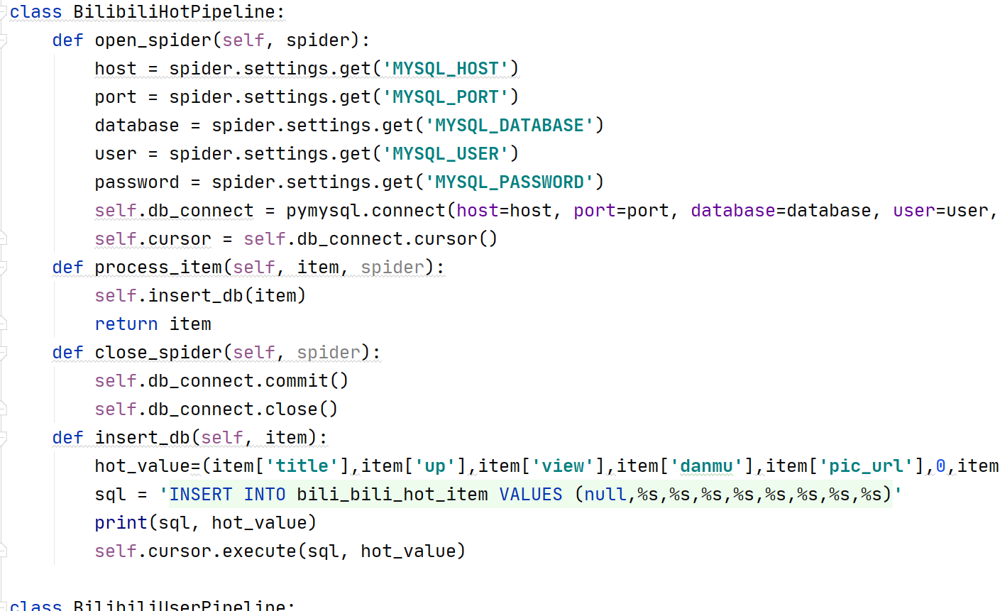 class BilibiliHotPipeline:
    def open_spider(self, spider):
        host = spider.settings.get('MYSQL_HOST')
        port = spider.settings.get('MYSQL_PORT')
        database = spider.settings.get('MYSQL_DATABASE')
        user = spider.settings.get('MYSQL_USER')
        password = spider.settings.get('MYSQL_PASSWORD')
        self.db_connect = pymysql.connect(host=host, port=port, database=database, user=user,
        self.cursor = self.db_connect.cursor()
    def process_item(self, item, spider):
        self.insert_db(item)
        return item
    def close_spider(self, spider):
        self.db_connect.commit()
        self.db_connect.close()
    def insert_db(self, item):
        hot_value=(item['title'],item['up'],item['view'],item['danmu'],item['pic_url'],0,item
        sql = 'INSERT INTO bili_bili_hot_item VALUES (null,%s,%s,%s,%s,%s,%s,%s,%s)'
        print(sql, hot_value)
        self.cursor.execute(sql, hot_value)
class BilibiliUserPipeline: